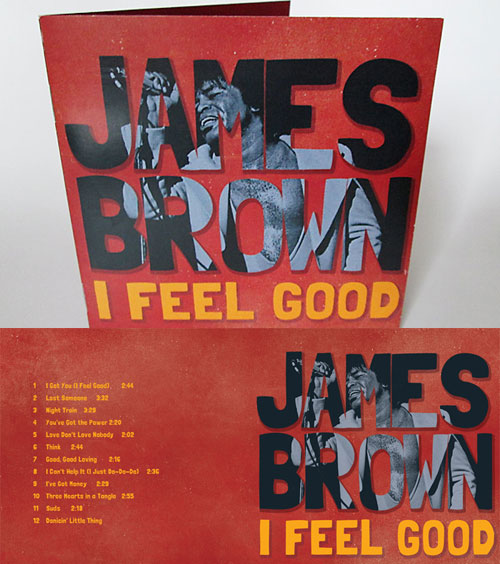 JAMES
BROWN
I FEEL GOOD
1 I Got You (I Feel Good) 2:44
2 Lost Someone 3:32
3 Night Train 3:28
4 You've Got the Power 2:20
5 Love Don't Love Nobody 2:02
6 Think 2:44
7 Good, Good Loving 2:16
8 I Can't Help It (I Just Do-Do-Do) 2:36
9 I've Got Money 2:29
10 Three Hearts in a Tangle 2:55
11 Suds 2:18
12 Danisin' Little Thing
JAMES
BROWN
I FEEL GOOD